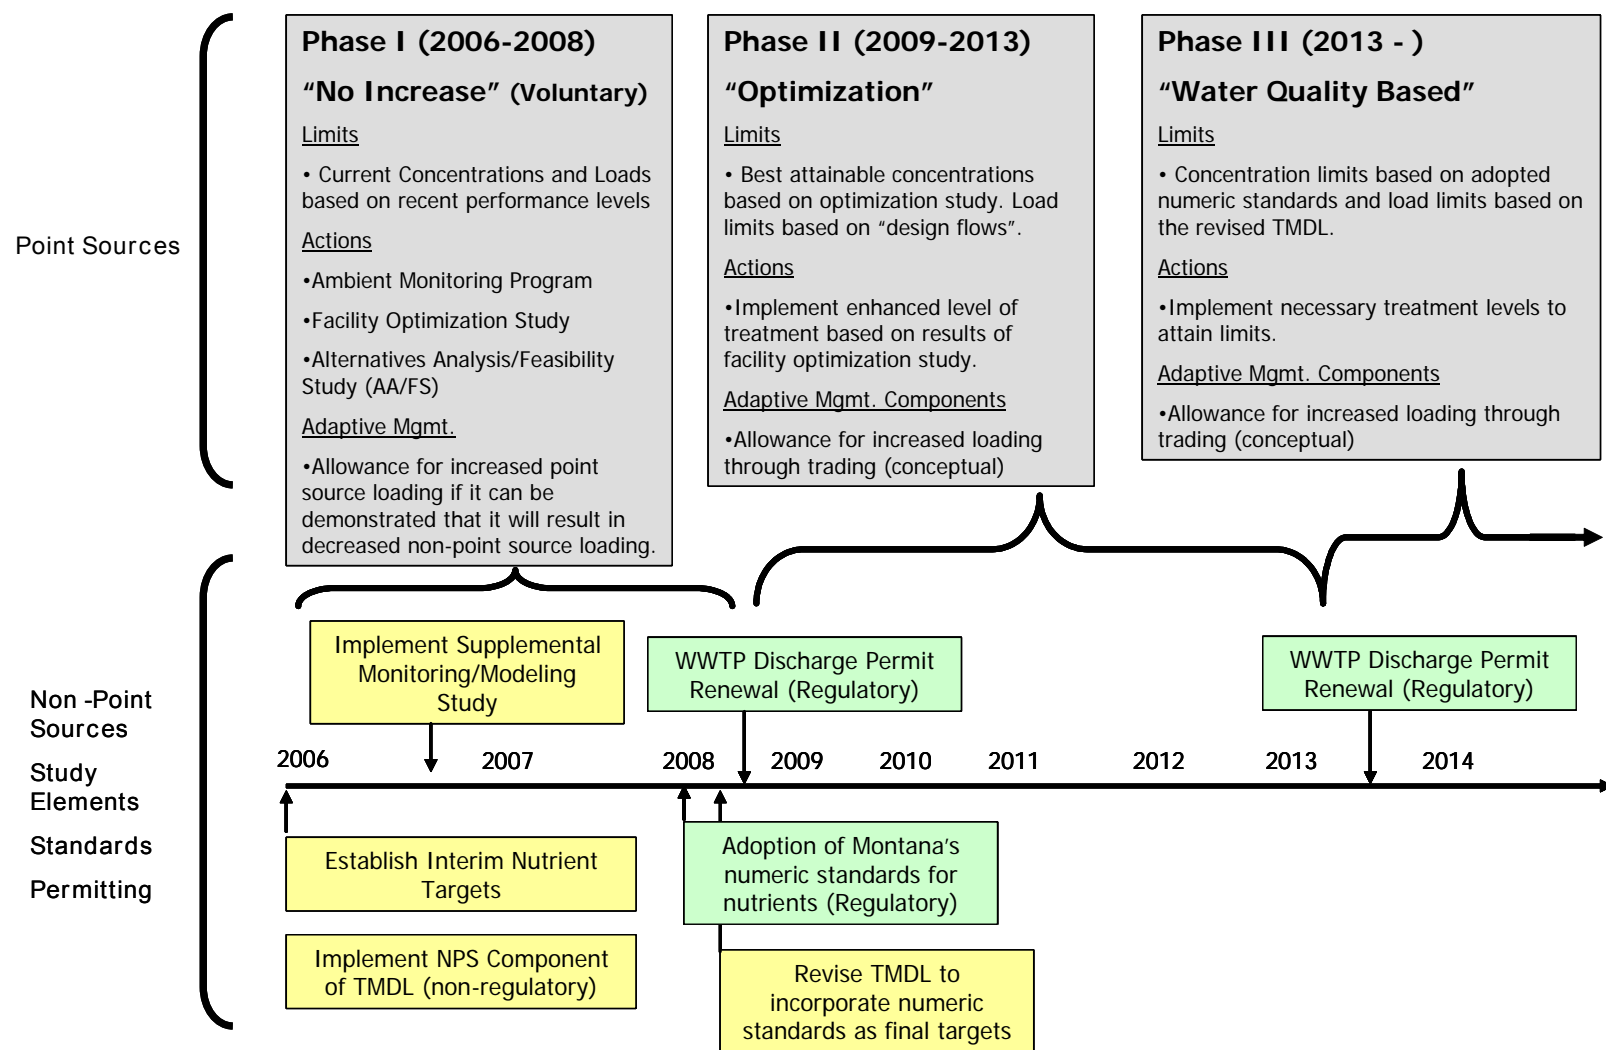 Point Sources
Phase I (2006-2008)
“No Increase” (Voluntary)
Limits
• Current Concentrations and Loads
based on recent performance levels
Actions
•Ambient Monitoring Program
•Facility Optimization Study
•Alternatives Analysis/Feasibility
Study (AA/FS)
Adaptive Mgmt.
•Allowance for increased point
source loading if it can be
demonstrated that it will result in
decreased non-point source loading.
Phase II (2009-2013)
“Optimization”
Limits
• Best attainable concentrations
based on optimization study. Load
limits based on “design flows”.
Actions
•Implement enhanced level of
treatment based on results of
facility optimization study.
Adaptive Mgmt. Components
•Allowance for increased loading
through trading (conceptual)
Phase III (2013 - )
“Water Quality Based”
Limits
• Concentration limits based on adopted
numeric standards and load limits based on
the revised TMDL.
Actions
•Implement necessary treatment levels to
attain limits.
Adaptive Mgmt. Components
•Allowance for increased loading through
trading (conceptual)
Non -Point
Sources
Study
Elements
Standards
Permitting
Implement Supplemental
Monitoring/Modeling
Study
WWTP Discharge Permit
Renewal (Regulatory)
WWTP Discharge Permit
Renewal (Regulatory)
2006 2007 2008 2009 2010 2011 2012 2013 2014
Establish Interim Nutrient
Targets
Implement NPS Component
of TMDL (non-regulatory)
Adoption of Montana’s
numeric standards for
nutrients (Regulatory)
Revise TMDL to
incorporate numeric
standards as final targets